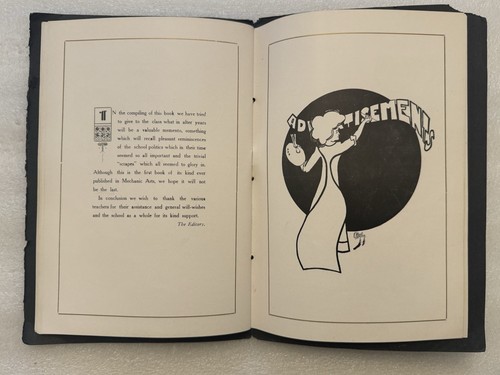 IN the compiling of this book we have tried
to give to the class what in after years
will be a valuable memento, something
which will recall pleasant reminiscences
of the school politics which in their time
seemed so all important and the trivial
"scraps" which all seemed to glory in.
Although this is the first book of its kind ever
published in Mechanic Arts, we hope it will not
be the last.
In conclusion we wish to thank the various
teachers for their assistance and general will-wishes
and the school as a whole for its kind support.
The Editors.
ADVERTISEMENTS